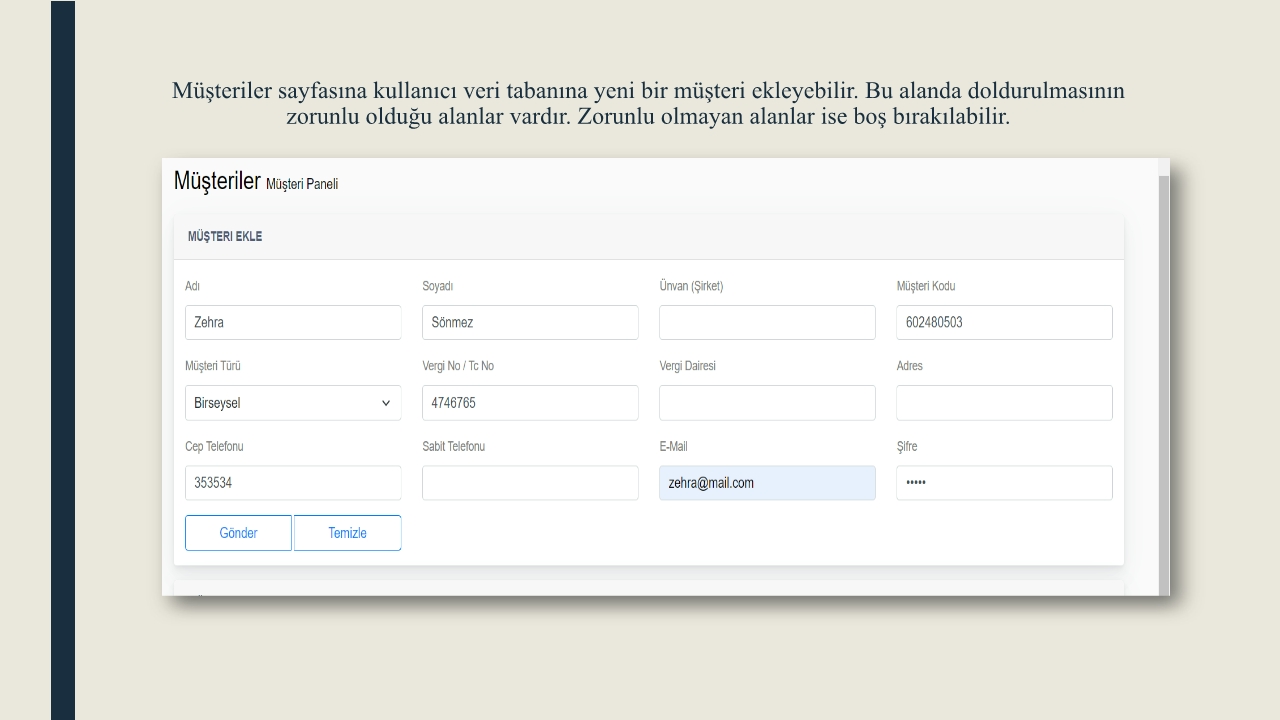 Müşteriler sayfasına kullanıcı veri tabanına yeni bir müşteri ekleyebilir. Bu alanda doldurulmasının
zorunlu olduğu alanlar vardır. Zorunlu olmayan alanlar ise boş bırakılabilir.
Müşteriler Müşteri Paneli
MÜŞTERI EKLE
Adı Soyadı Ünvan (Şirket) Müşteri Kodu
Zehra Sönmez 602480503
Müşteri Türü Vergi No / Tc No Vergi Dairesi Adres
Birseysel 4746765
Cep Telefonu Sabit Telefonu E-Mail Şifre
353534 zehra@mail.com •••••
Gönder Temizle